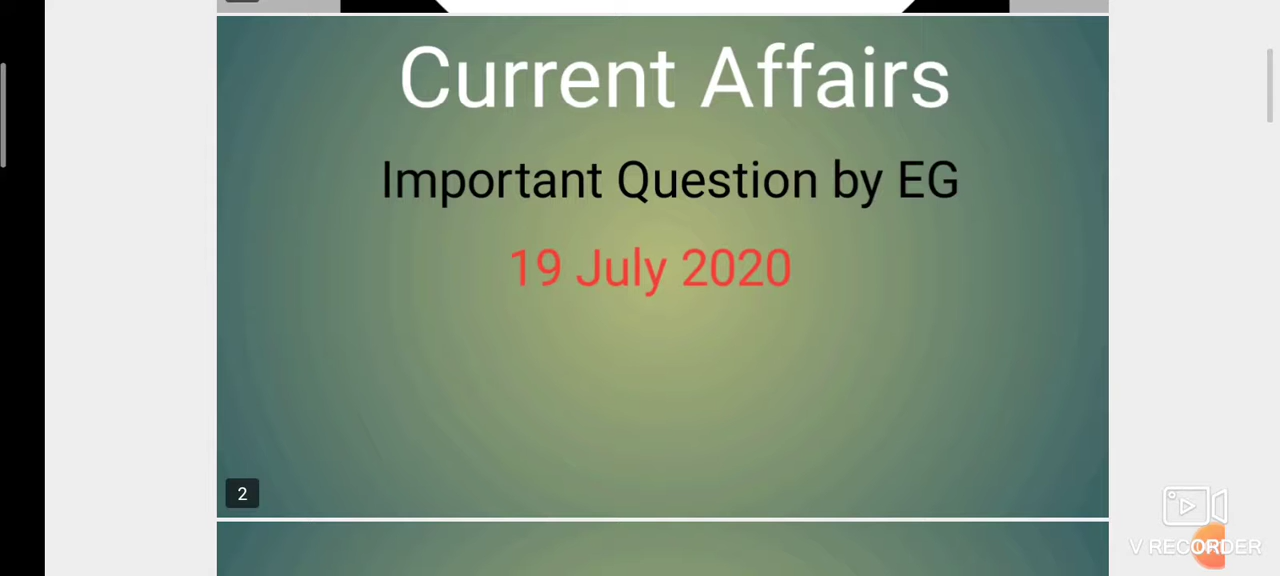 Current Affairs
Important Question by EG
19 July 2020
2
V RECORDER